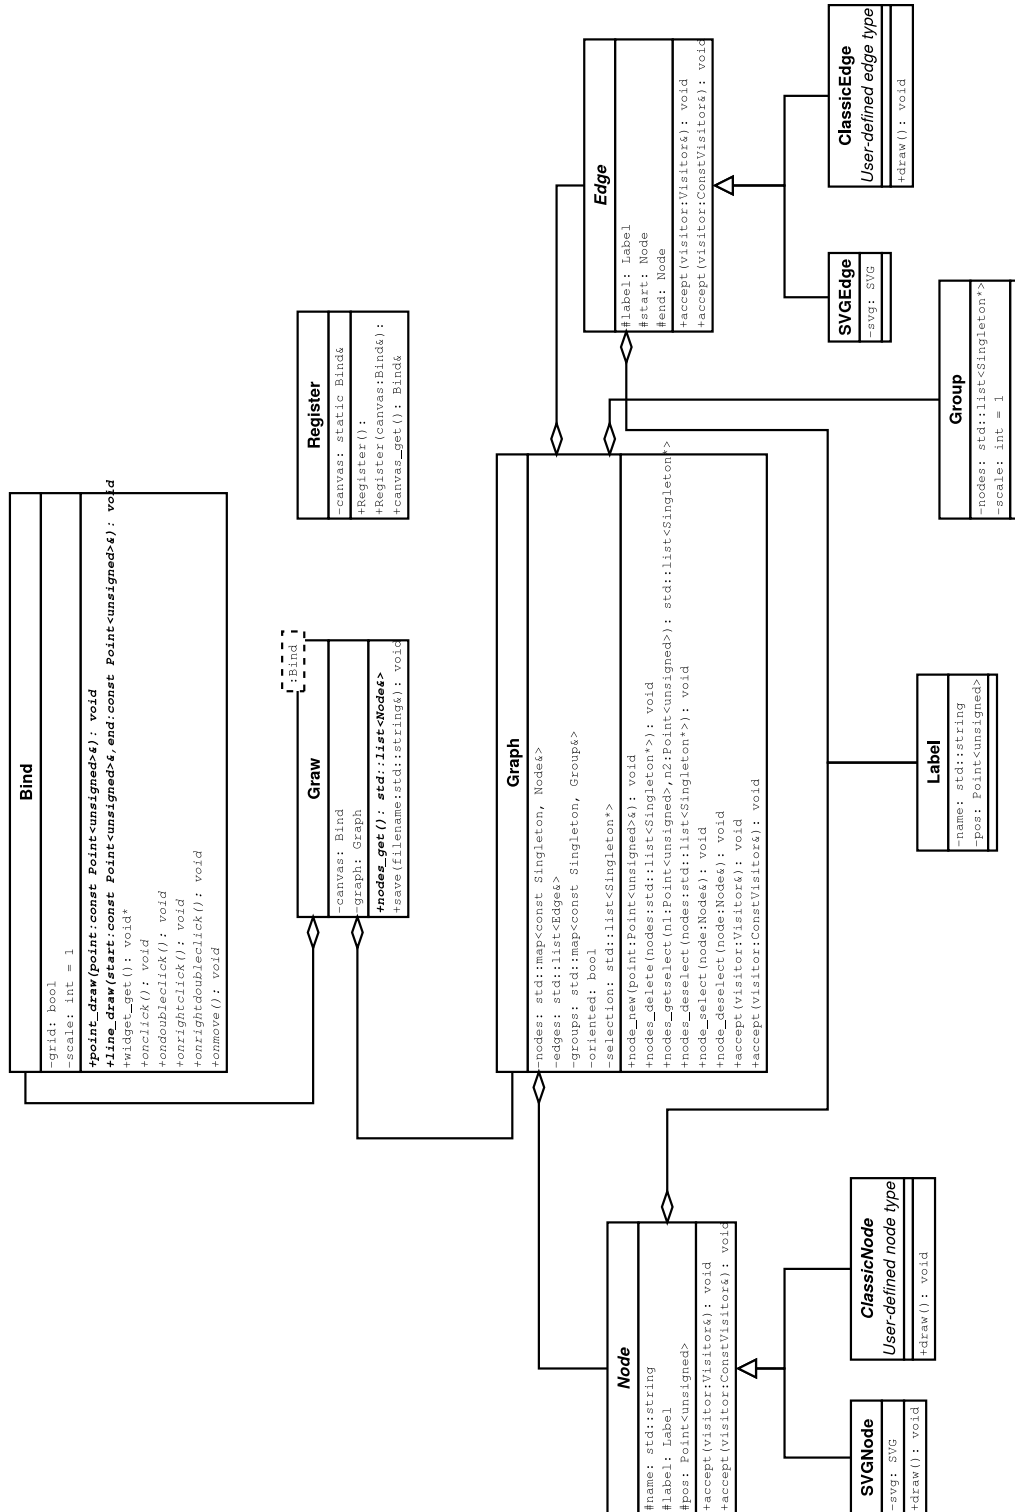 Bind
-grid: bool
-scale: int = 1
+point_draw(point:const Point<unsigned>&): void
+line_draw(start:const Point<unsigned>&,end:const Point<unsigned>&): void
+widget_get(): void*
+onclick(): void
+ondoubleclick(): void
+onrightclick(): void
+onrightdoubleclick(): void
+onmove(): void
:Bind
Graw
-canvas: Bind
-graph: Graph
+nodes_get(): std::list<Node&>
+save(filename:std::string&): void
Register
-canvas: static Bind&
+Register():
+Register(canvas:Bind&):
+canvas_get(): Bind&
Graph
-nodes: std::map<const Singleton, Node&>
-edges: std::list<Edge&>
-groups: std::map<const Singleton, Group&>
-oriented: bool
-selection: std::list<Singleton*>
+node_new(point:Point<unsigned>&): void
+nodes_delete(nodes:std::list<Singleton*>): void
+nodes_getselect(n1:Point<unsigned>,n2:Point<unsigned>): std::list<Singleton*>
+nodes_deselect(nodes:std::list<Singleton*>): void
+node_select(node:Node&): void
+node_deselect(node:Node&): void
+accept(visitor:Visitor&): void
+accept(visitor:ConstVisitor&): void
Edge
#label: Label
#start: Node
#end: Node
+accept(visitor:Visitor&): void
+accept(visitor:ConstVisitor&): void
Node
#name: std::string
#label: Label
#pos: Point<unsigned>
+accept(visitor:Visitor&): void
+accept(visitor:ConstVisitor&): void
SVGEdge
-svg: SVG
ClassicEdge
User-defined edge type
+draw(): void
SVGNode
-svg: SVG
+draw(): void
ClassicNode
User-defined node type
+draw(): void
Label
-name: std::string
-pos: Point<unsigned>
Group
-nodes: std::list<Singleton*>
-scale: int = 1